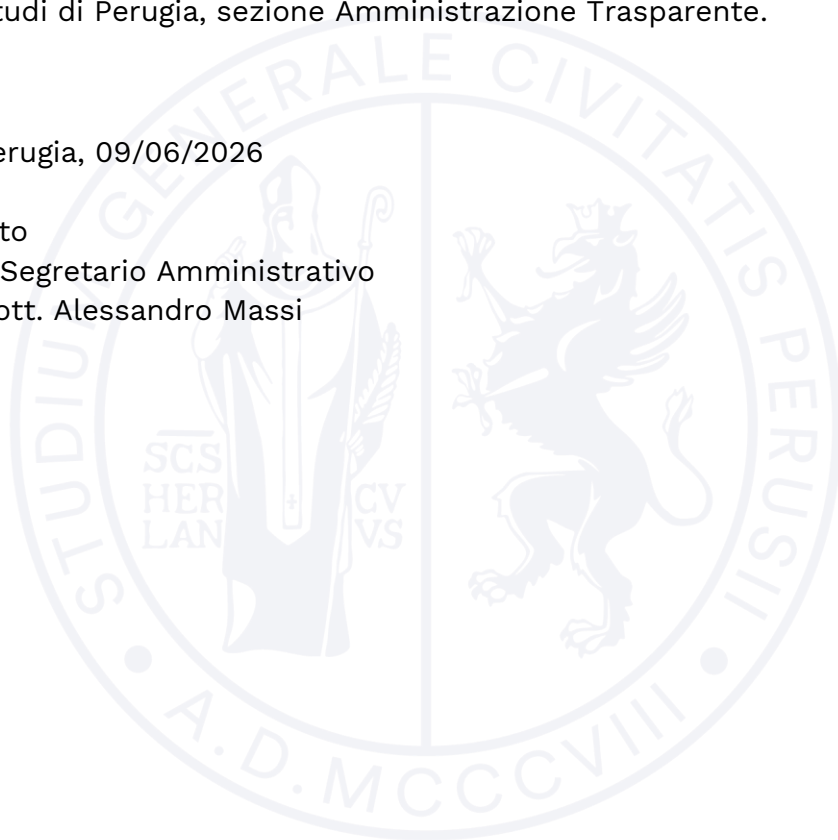 tudi di Perugia, sezione Amministrazione Trasparente.
erugia, 09/06/2026
to
Segretario Amministrativo
ott. Alessandro Massi
STUDIUM GENERALE CIVITATIS PERUSII
A.D. MCCCVIII
SCS
HER
LAN
CV
VS